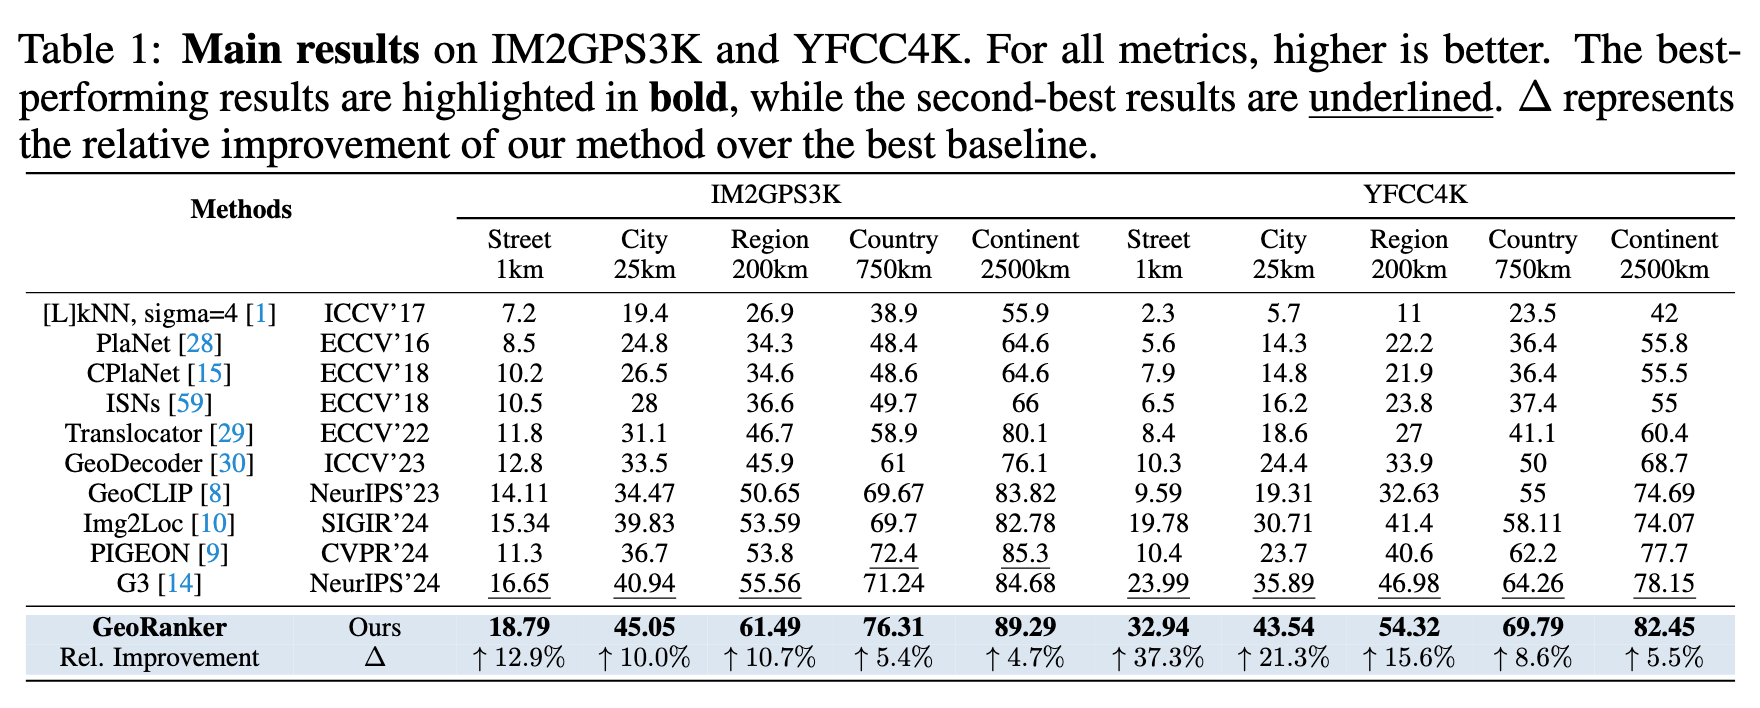 Table 1: Main results on IM2GPS3K and YFCC4K. For all metrics, higher is better. The best-
performing results are highlighted in bold, while the second-best results are underlined. Δ represents
the relative improvement of our method over the best baseline.
Methods IM2GPS3K YFCC4K
Street City Region Country Continent Street City Region Country Continent
1km 25km 200km 750km 2500km 1km 25km 200km 750km 2500km
[L]kNN, sigma=4 [1] ICCV’17 7.2 19.4 26.9 38.9 55.9 2.3 5.7 11 23.5 42
PlaNet [28] ECCV’16 8.5 24.8 34.3 48.4 64.6 5.6 14.3 22.2 36.4 55.8
CPlaNet [15] ECCV’18 10.2 26.5 34.6 48.6 64.6 7.9 14.8 21.9 36.4 55.5
ISNs [59] ECCV’18 10.5 28 36.6 49.7 66 6.5 16.2 23.8 37.4 55
Translocator [29] ECCV’22 11.8 31.1 46.7 58.9 80.1 8.4 18.6 27 41.1 60.4
GeoDecoder [30] ICCV’23 12.8 33.5 45.9 61 76.1 10.3 24.4 33.9 50 68.7
GeoCLIP [8] NeurIPS’23 14.11 34.47 50.65 69.67 83.82 9.59 19.31 32.63 55 74.69
Img2Loc [10] SIGIR’24 15.34 39.83 53.59 69.7 82.78 19.78 30.71 41.4 58.11 74.07
PIGEON [9] CVPR’24 11.3 36.7 53.8 72.4 85.3 10.4 23.7 40.6 62.2 77.7
G3 [14] NeurIPS’24 16.65 40.94 55.56 71.24 84.68 23.99 35.89 46.98 64.26 78.15
GeoRanker Ours 18.79 45.05 61.49 76.31 89.29 32.94 43.54 54.32 69.79 82.45
Rel. Improvement Δ ↑ 12.9% ↑ 10.0% ↑ 10.7% ↑ 5.4% ↑ 4.7% ↑ 37.3% ↑ 21.3% ↑ 15.6% ↑ 8.6% ↑ 5.5%